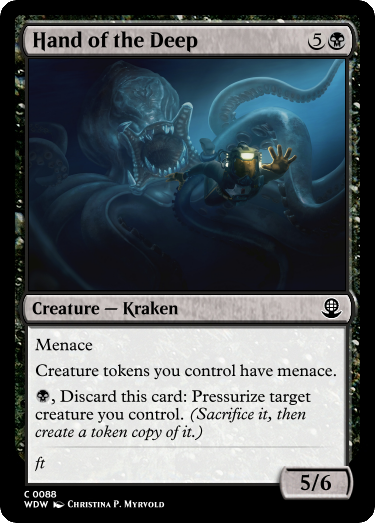 Hand of the Deep 5
Creature — Kraken
Menace
Creature tokens you control have menace.
, Discard this card: Pressurize target
creature you control. (Sacrifice it, then
create a token copy of it.)
ft
5/6
C 0088
WDW Christina P. Myrvold